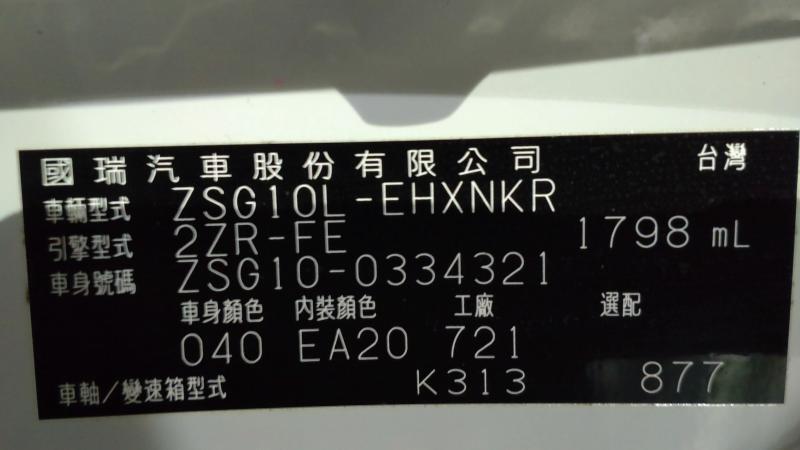 國瑞汽車股份有限公司 台灣
車輛型式 ZSG10L-EHXNKR
引擎型式 2ZR-FE 1798 mL
車身號碼 ZSG10-0334321
車身顏色 內裝顏色 工廠 選配
040 EA20 721
車軸/變速箱型式 K313 877